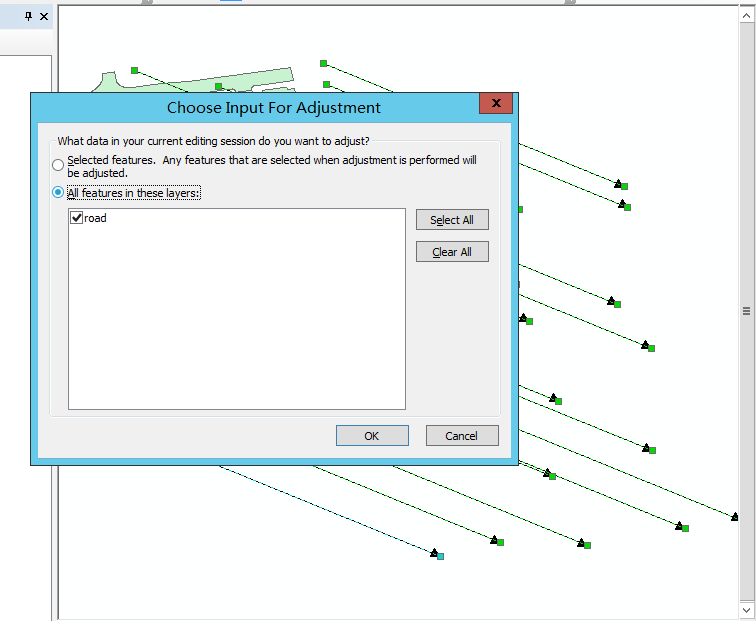 Choose Input For Adjustment
What data in your current editing session do you want to adjust?
Selected features.  Any features that are selected when adjustment is performed will
be adjusted.
All features in these layers:
road
Select All
Clear All
OK
Cancel